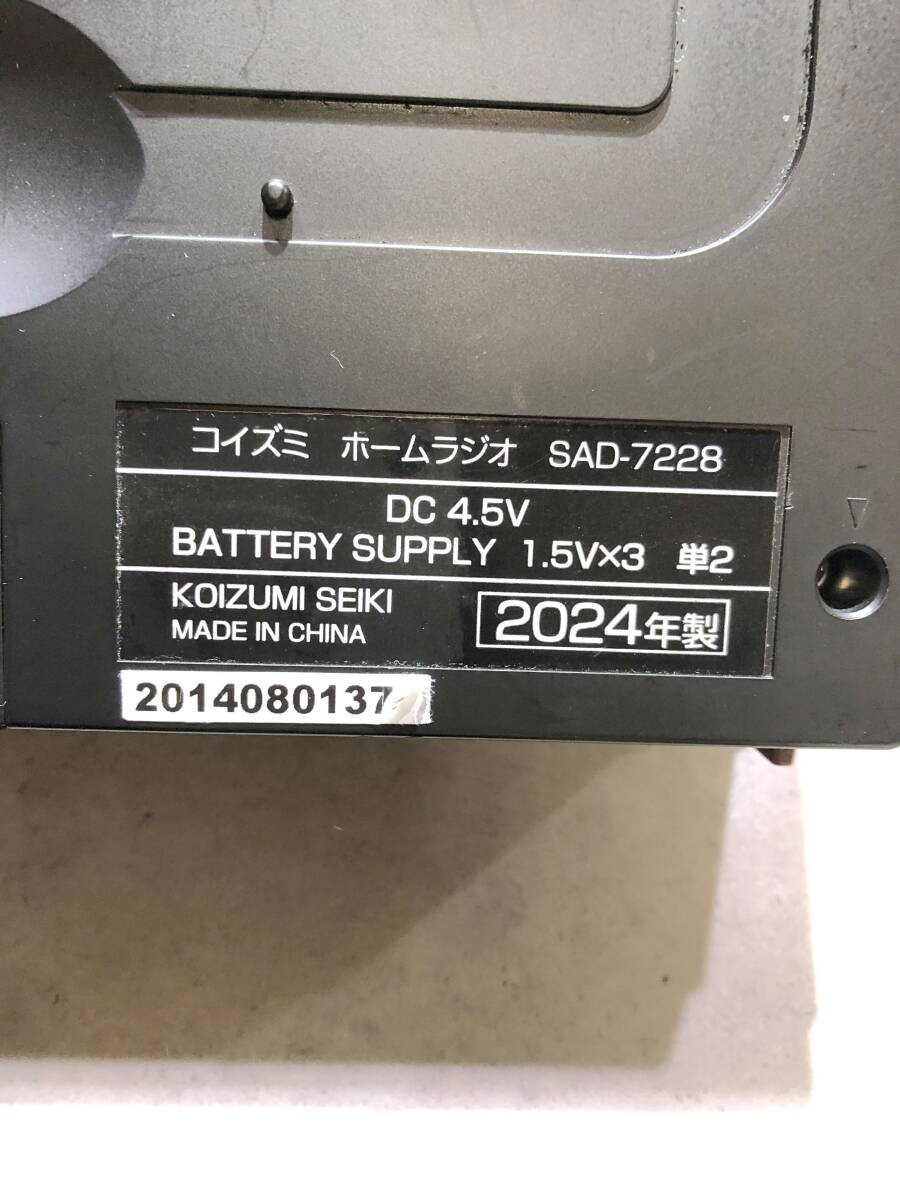 コイズミ ホームラジオ SAD-7228
DC 4.5V
BATTERY SUPPLY 1.5V×3 単2
KOIZUMI SEIKI
MADE IN CHINA
2024年製
2014080137